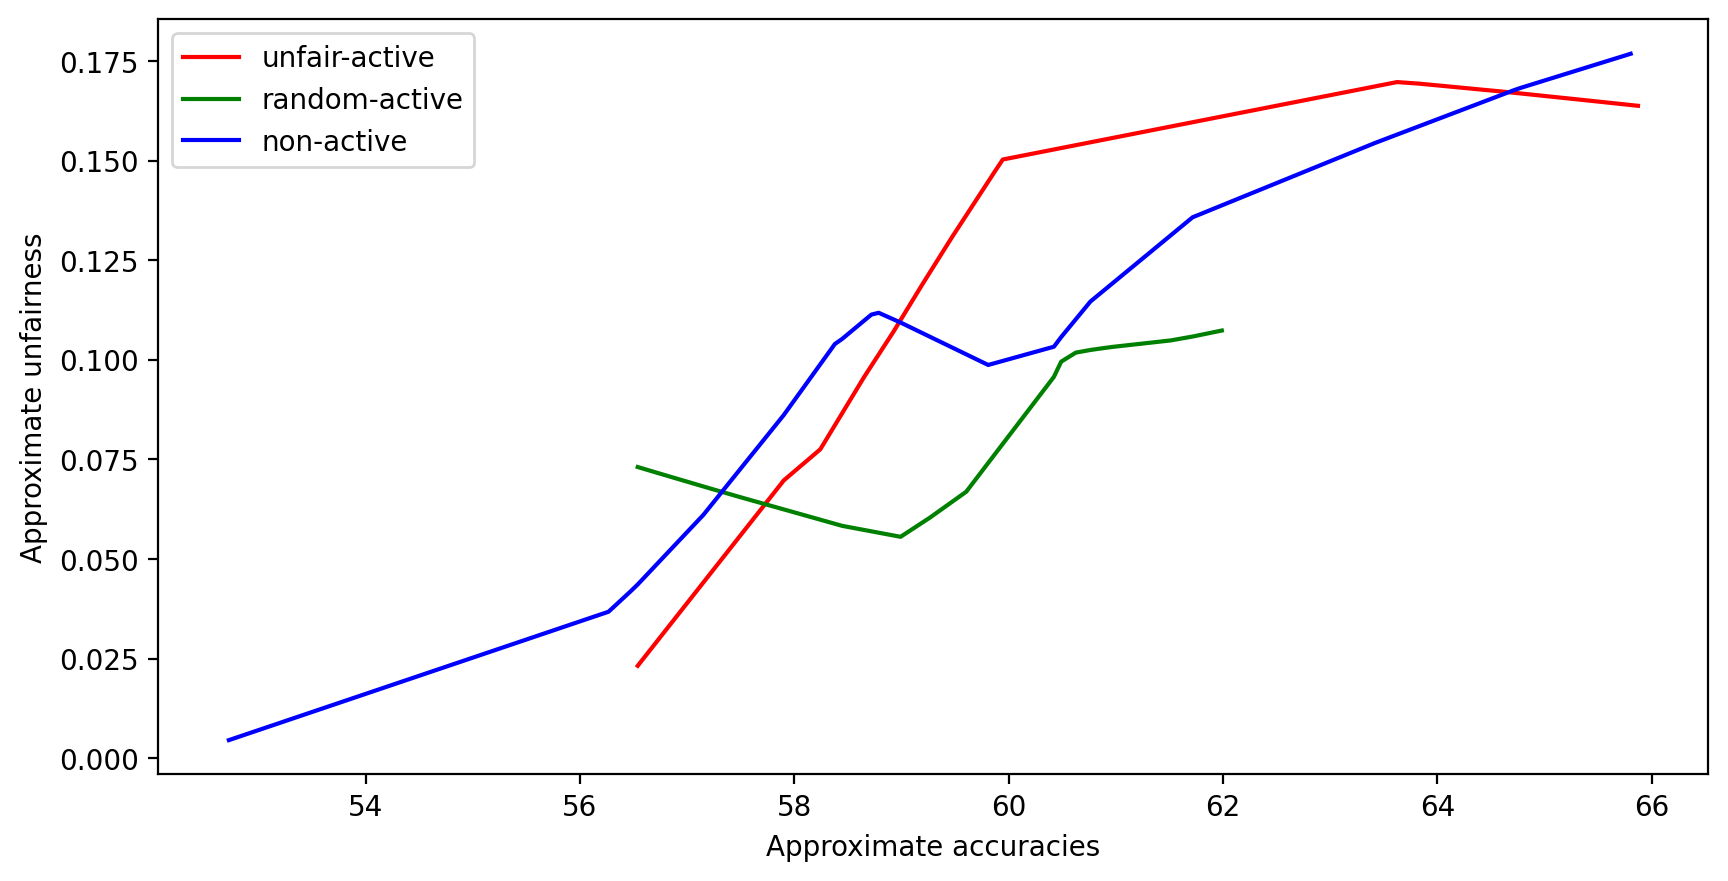 unfair-active
random-active
non-active
0.175
0.150
0.125
0.100
0.075
0.050
0.025
0.000
Approximate unfairness
54 56 58 60 62 64 66
Approximate accuracies